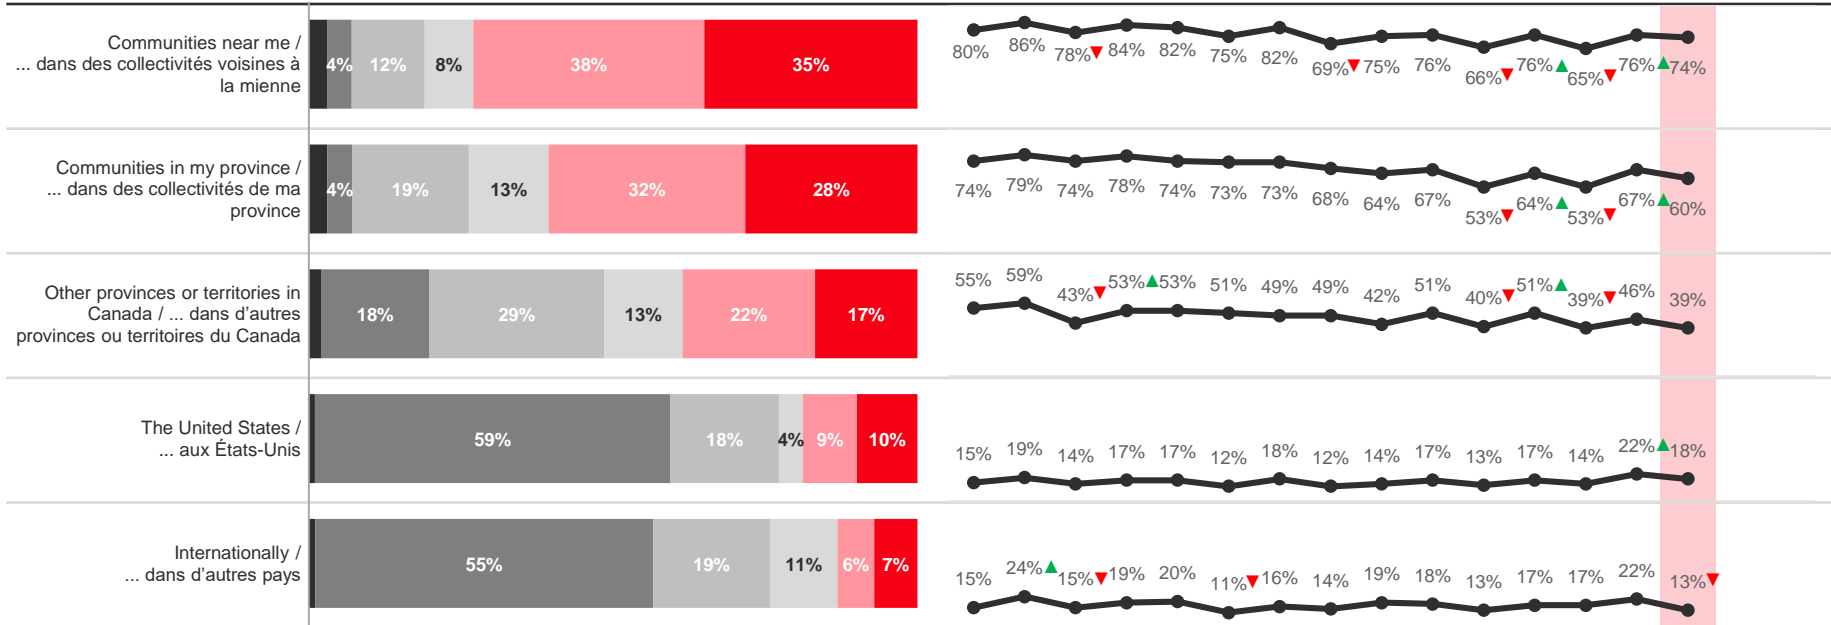 Communities near me /
... dans des collectivités voisines à
la mienne
4% 12% 8% 38% 35%
80% 86% 78%▼ 84% 82% 75% 82% 69%▼ 75% 76% 66%▼ 76%▲ 65%▼ 76%▲ 74%
Communities in my province /
... dans des collectivités de ma
province
4% 19% 13% 32% 28%
74% 79% 74% 78% 74% 73% 73% 68% 64% 67% 53%▼ 64%▲ 53%▼ 67%▲ 60%
Other provinces or territories in
Canada / ... dans d'autres
provinces ou territoires du Canada
18% 29% 13% 22% 17%
55% 59% 43%▼ 53%▲ 53% 51% 49% 49% 42% 51% 40%▼ 51%▲ 39%▼ 46% 39%
The United States /
... aux États-Unis
59% 18% 4% 9% 10%
15% 19% 14% 17% 17% 12% 18% 12% 14% 17% 13% 17% 14% 22%▲ 18%
Internationally /
... dans d'autres pays
55% 19% 11% 6% 7%
15% 24%▲ 15%▼ 19% 20% 11%▼ 16% 14% 19% 18% 13% 17% 17% 22% 13%▼